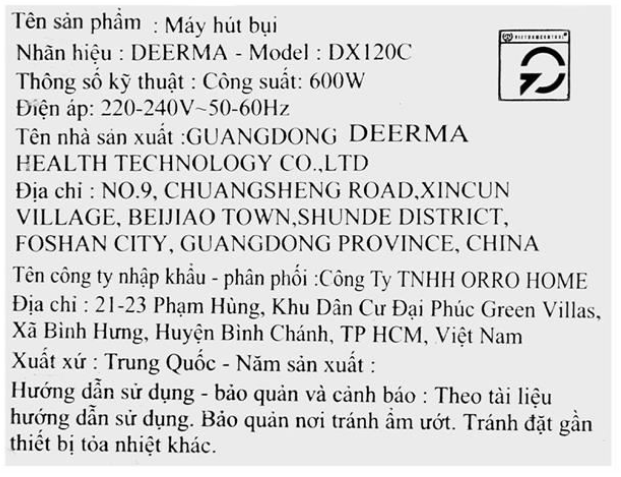 Tên sản phẩm : Máy hút bụi
Nhãn hiệu : DEERMA - Model : DX120C
Thông số kỹ thuật : Công suất: 600W
Điện áp: 220-240V~50-60Hz
Tên nhà sản xuất :GUANGDONG DEERMA
HEALTH TECHNOLOGY CO.,LTD
Địa chỉ : NO.9, CHUANGSHENG ROAD,XINCUN
VILLAGE, BEIJIAO TOWN,SHUNDE DISTRICT,
FOSHAN CITY, GUANGDONG PROVINCE, CHINA
Tên công ty nhập khẩu - phân phối :Công Ty TNHH ORRO HOME
Địa chỉ : 21-23 Phạm Hùng, Khu Dân Cư Đại Phúc Green Villas,
Xã Bình Hưng, Huyện Bình Chánh, TP HCM, Việt Nam
Xuất xứ : Trung Quốc - Năm sản xuất :
Hướng dẫn sử dụng - bảo quản và cảnh báo : Theo tài liệu
hướng dẫn sử dụng. Bảo quản nơi tránh ẩm ướt. Tránh đặt gần
thiết bị tỏa nhiệt khác.